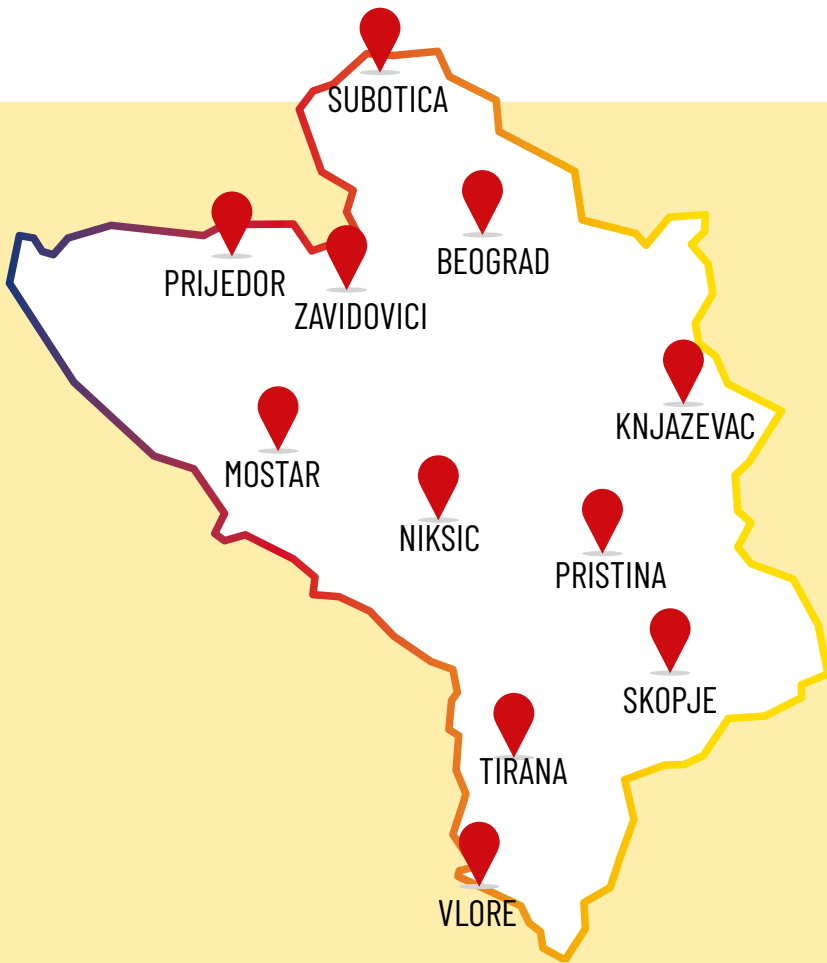 SUBOTICA
BEOGRAD
PRIJEDOR
ZAVIDOVICI
KNJAZEVAC
MOSTAR
NIKSIC
PRISTINA
SKOPJE
TIRANA
VLORE